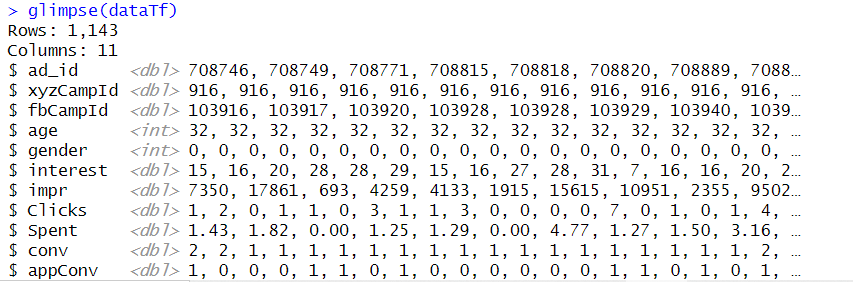 > glimpse(dataTf)
Rows: 1,143
Columns: 11
$ ad_id <dbl> 708746, 708749, 708771, 708815, 708818, 708820, 708889, 7088…
$ xyzCampId <dbl> 916, 916, 916, 916, 916, 916, 916, 916, 916, 916, 916, 916, …
$ fbCampId <dbl> 103916, 103917, 103920, 103928, 103928, 103929, 103940, 1039…
$ age <int> 32, 32, 32, 32, 32, 32, 32, 32, 32, 32, 32, 32, 32, 32, 32, …
$ gender <int> 0, 0, 0, 0, 0, 0, 0, 0, 0, 0, 0, 0, 0, 0, 0, 0, 0, 0, 0, 0, …
$ interest <dbl> 15, 16, 20, 28, 28, 29, 15, 16, 27, 28, 31, 7, 16, 16, 20, 2…
$ impr <dbl> 7350, 17861, 693, 4259, 4133, 1915, 15615, 10951, 2355, 9502…
$ Clicks <dbl> 1, 2, 0, 1, 1, 0, 3, 1, 1, 3, 0, 0, 0, 0, 7, 0, 1, 0, 1, 4, …
$ Spent <dbl> 1.43, 1.82, 0.00, 1.25, 1.29, 0.00, 4.77, 1.27, 1.50, 3.16, …
$ conv <dbl> 2, 2, 1, 1, 1, 1, 1, 1, 1, 1, 1, 1, 1, 1, 1, 1, 1, 1, 2, …
$ appConv <dbl> 1, 0, 0, 0, 1, 1, 0, 1, 0, 0, 0, 0, 0, 0, 1, 1, 0, 1, 0, 1, …